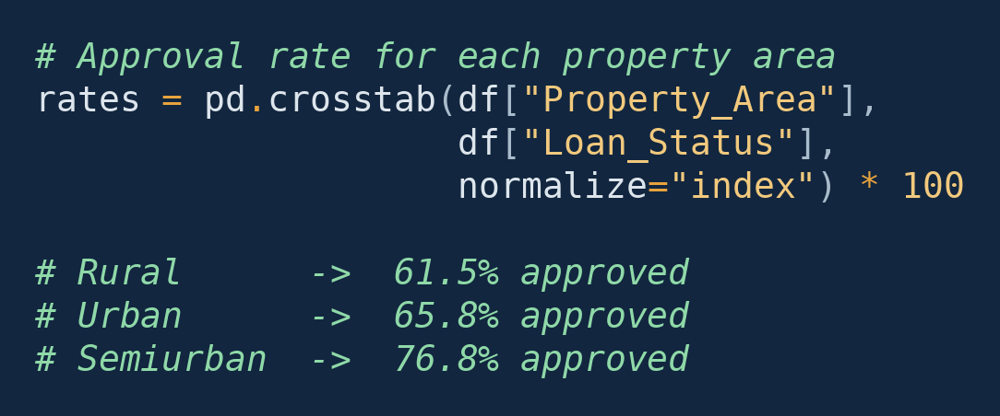 # Approval rate for each property area
rates = pd.crosstab(df["Property_Area"],
                    df["Loan_Status"],
                    normalize="index") * 100

# Rural      ->  61.5% approved
# Urban      ->  65.8% approved
# Semiurban  ->  76.8% approved